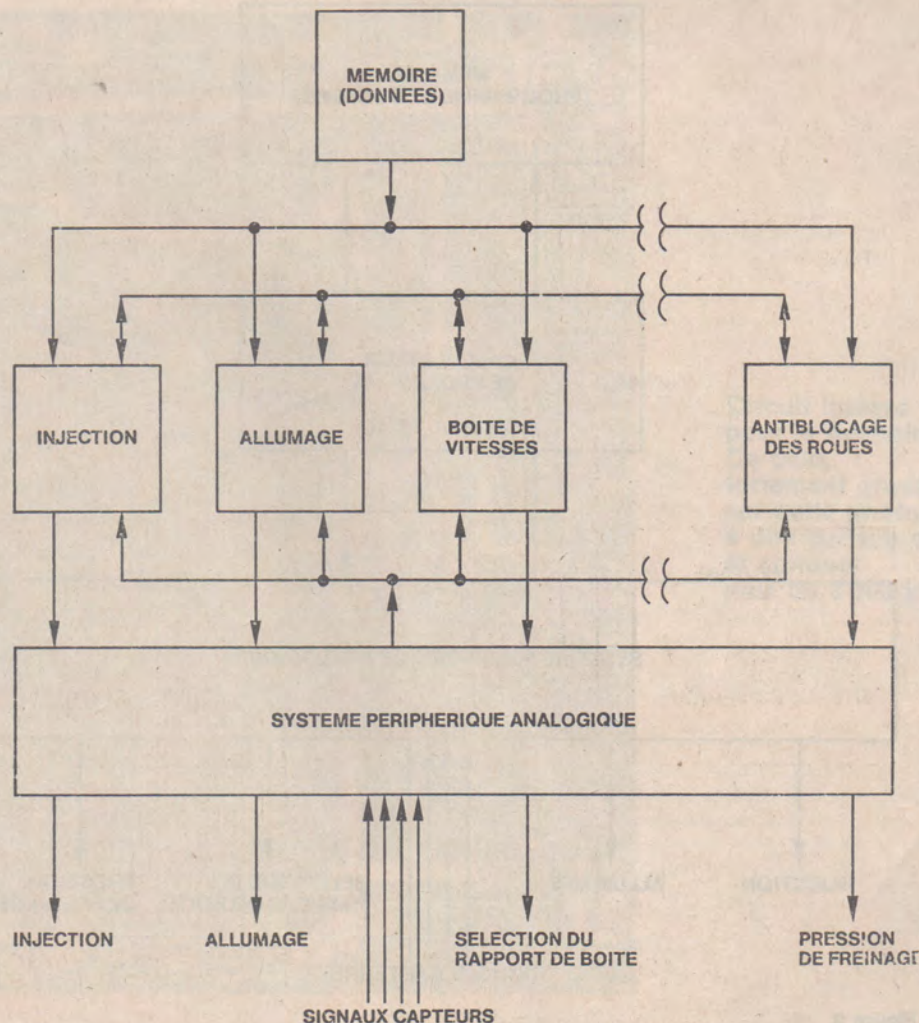 MEMOIRE
(DONNEES)
INJECTION
ALLUMAGE
BOITE DE
VITESSES
ANTIBLOCAGE
DES ROUES
SYSTEME PERIPHERIQUE ANALOGIQUE
INJECTION
ALLUMAGE
SELECTION DU
RAPPORT DE BOITE
PRESSION
DE FREINAGE
SIGNAUX CAPTEURS